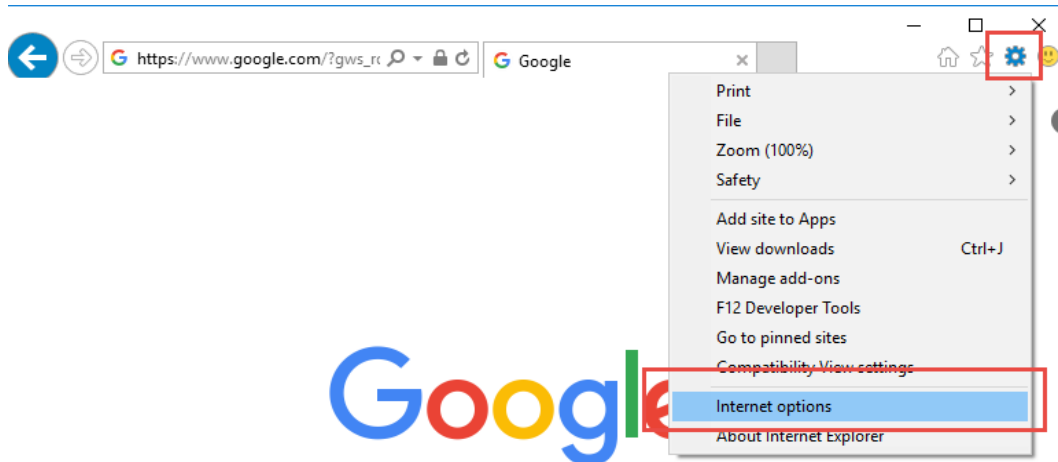 https://www.google.com/?gws_rc
Google
Print
File
Zoom (100%)
Safety
Add site to Apps
View downloads Ctrl+J
Manage add-ons
F12 Developer Tools
Go to pinned sites
Compatibility View settings
Internet options
About Internet Explorer
Google